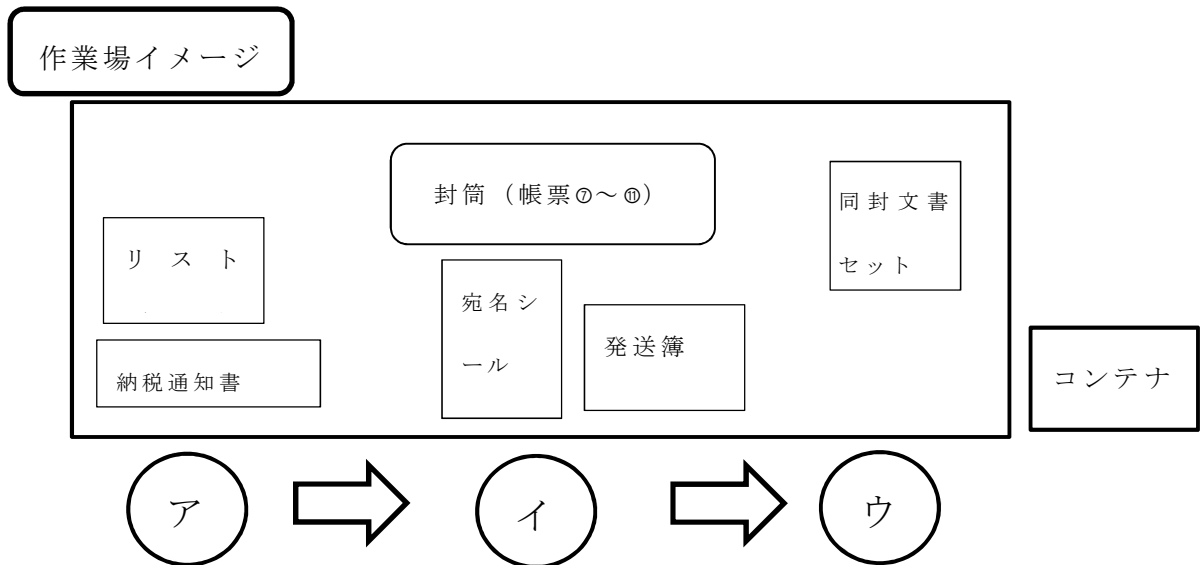 作業場イメージ
封筒（帳票⑦～⑪）
同封文書
セット
リスト
宛名シ
ール
発送簿
納税通知書
コンテナ
ア
イ
ウ